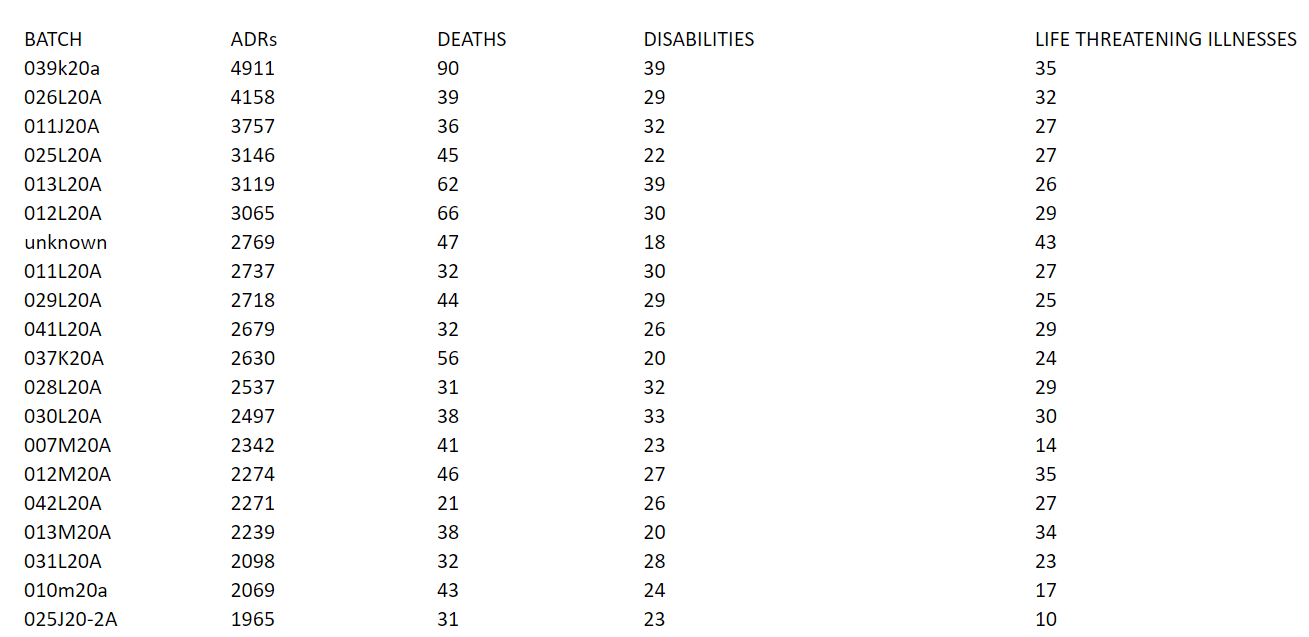 BATCH ADRs DEATHS DISABILITIES LIFE THREATENING ILLNESSES
039k20a 4911 90 39 35
026L20A 4158 39 29 32
011J20A 3757 36 32 27
025L20A 3146 45 22 27
013L20A 3119 62 39 26
012L20A 3065 66 30 29
unknown 2769 47 18 43
011L20A 2737 32 30 27
029L20A 2718 44 29 25
041L20A 2679 32 26 29
037K20A 2630 56 20 24
028L20A 2537 31 32 29
030L20A 2497 38 33 30
007M20A 2342 41 23 14
012M20A 2274 46 27 35
042L20A 2271 21 26 27
013M20A 2239 38 20 34
031L20A 2098 32 28 23
010m20a 2069 43 24 17
025J20-2A 1965 31 23 10